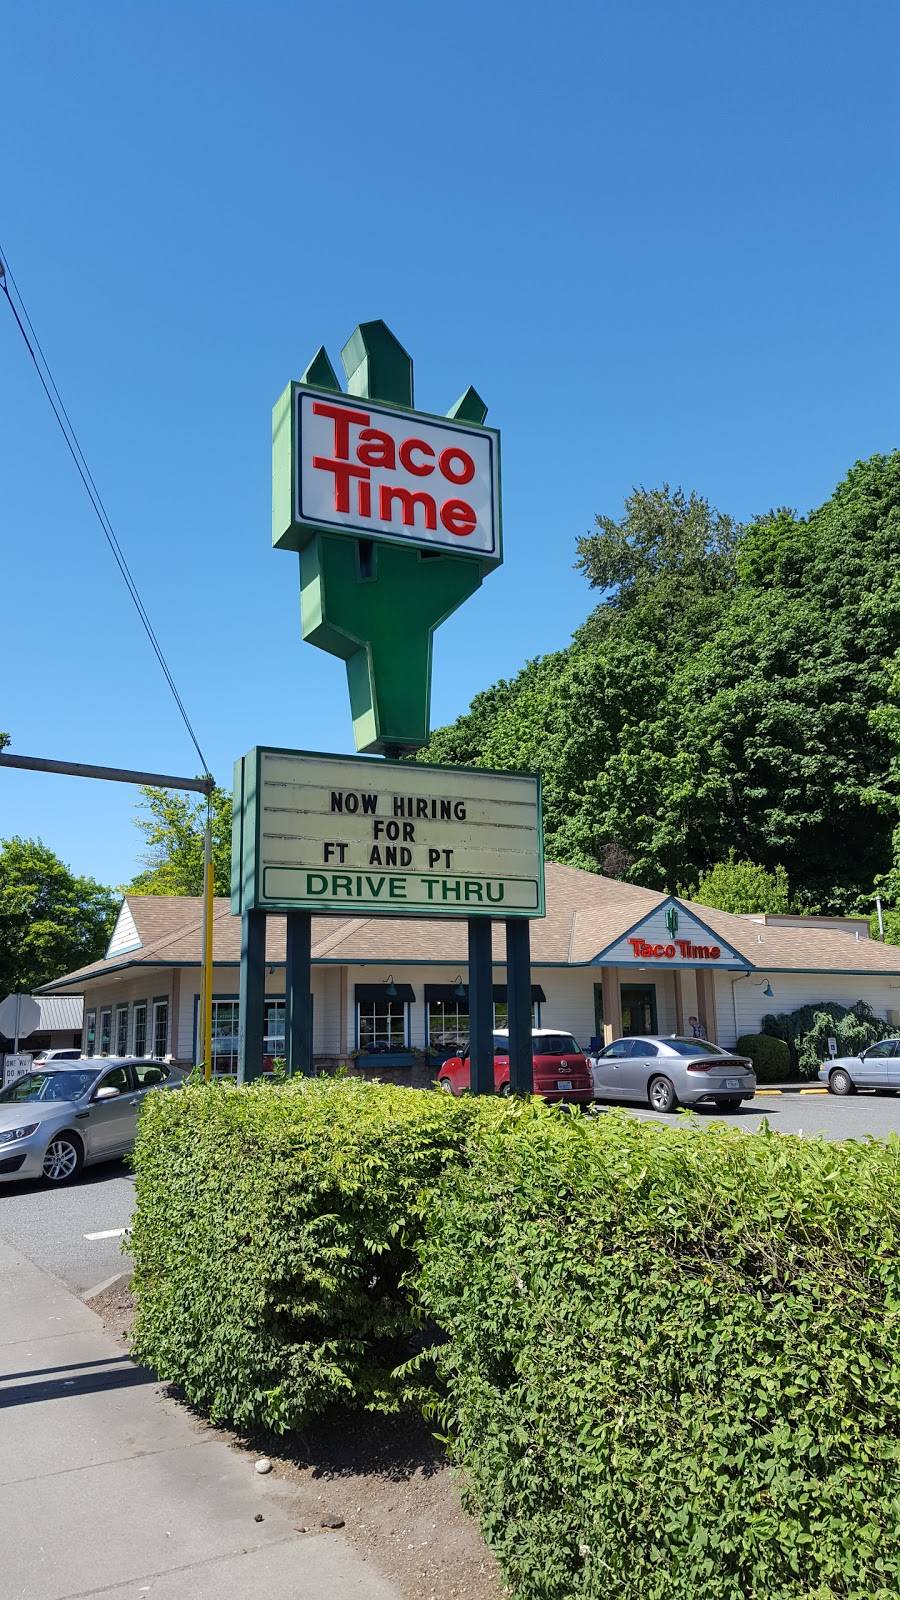 Taco
Time
NOW HIRING
FOR
FT AND PT
DRIVE THRU
Taco Time